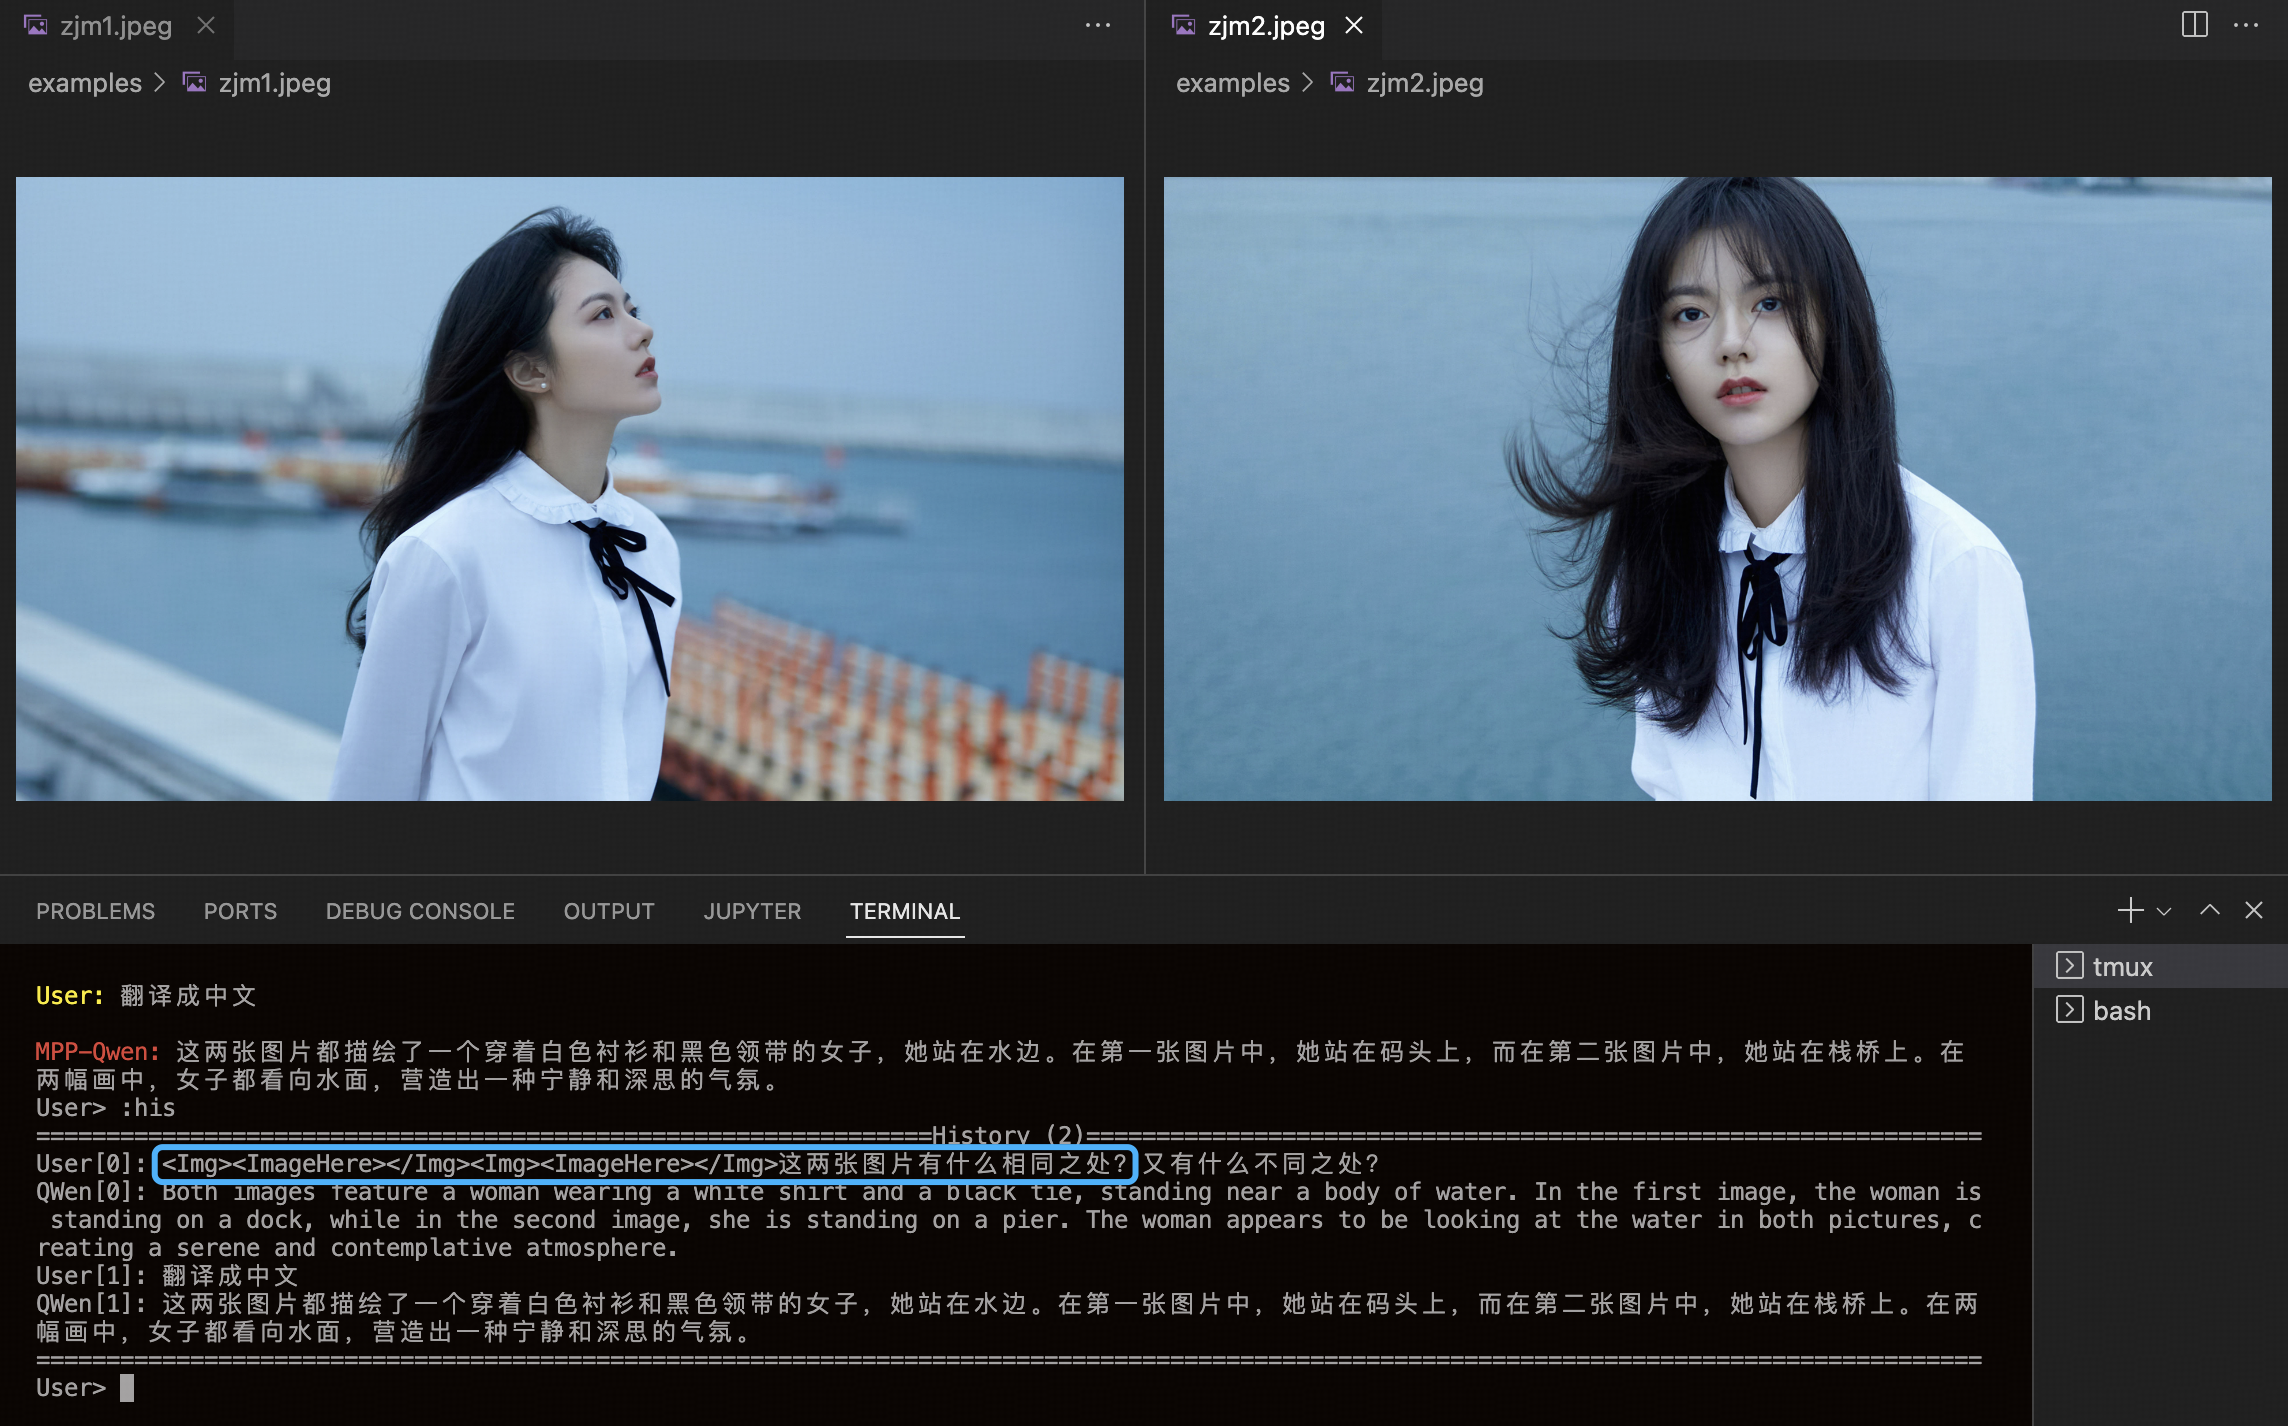 zjm1.jpeg
zjm2.jpeg
examples > zjm1.jpeg
examples > zjm2.jpeg
PROBLEMS PORTS DEBUG CONSOLE OUTPUT JUPYTER TERMINAL
tmux
bash
User: 翻译成中文
MPP-Qwen: 这两张图片都描绘了一个穿着白色衬衫和黑色领带的女子，她站在水边。在第一张图片中，她站在码头上，而在第二张图片中，她站在栈桥上。在
两幅画中，女子都看向水面，营造出一种宁静和深思的气氛。
User> :his
================================================================History (2)================================================================
User[0]: <Img><ImageHere></Img><Img><ImageHere></Img>这两张图片有什么相同之处？又有什么不同之处？
QWen[0]: Both images feature a woman wearing a white shirt and a black tie, standing near a body of water. In the first image, the woman is
standing on a dock, while in the second image, she is standing on a pier. The woman appears to be looking at the water in both pictures, c
reating a serene and contemplative atmosphere.
User[1]: 翻译成中文
QWen[1]: 这两张图片都描绘了一个穿着白色衬衫和黑色领带的女子，她站在水边。在第一张图片中，她站在码头上，而在第二张图片中，她站在栈桥上。在两
幅画中，女子都看向水面，营造出一种宁静和深思的气氛。
===========================================================================================================================================
User>